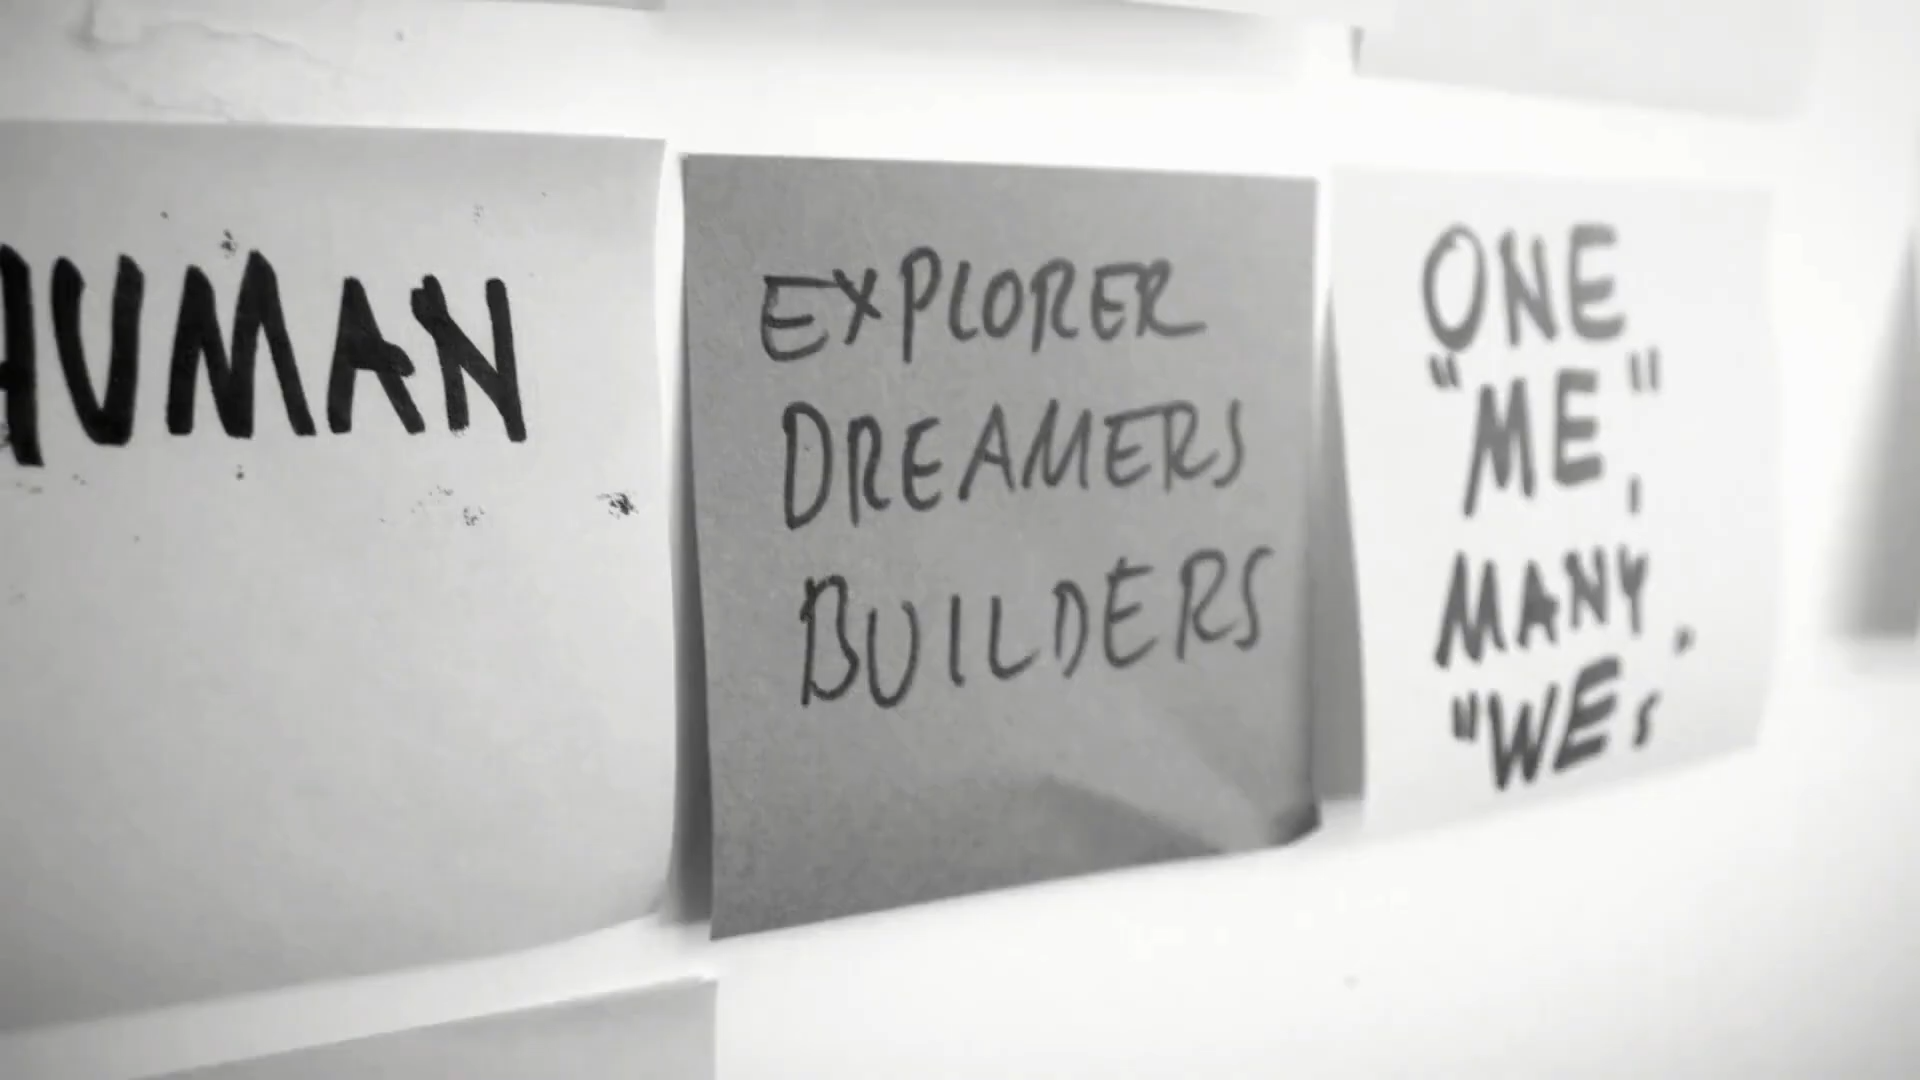 HUMAN
EXPLORER
DREAMERS
BUILDERS
ONE
"ME",
MANY,
"WEs